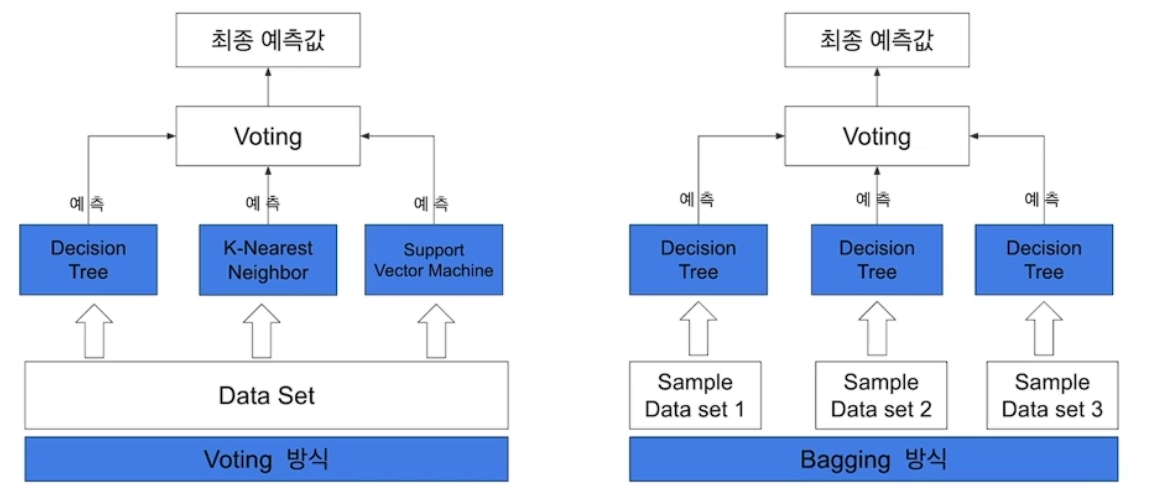 최종 예측값
Voting
예 측
예 측
예 측
Decision
Tree
K-Nearest
Neighbor
Support
Vector Machine
Data Set
Voting 방식
최종 예측값
Voting
예 측
예 측
예 측
Decision
Tree
Decision
Tree
Decision
Tree
Sample
Data set 1
Sample
Data set 2
Sample
Data set 3
Bagging 방식